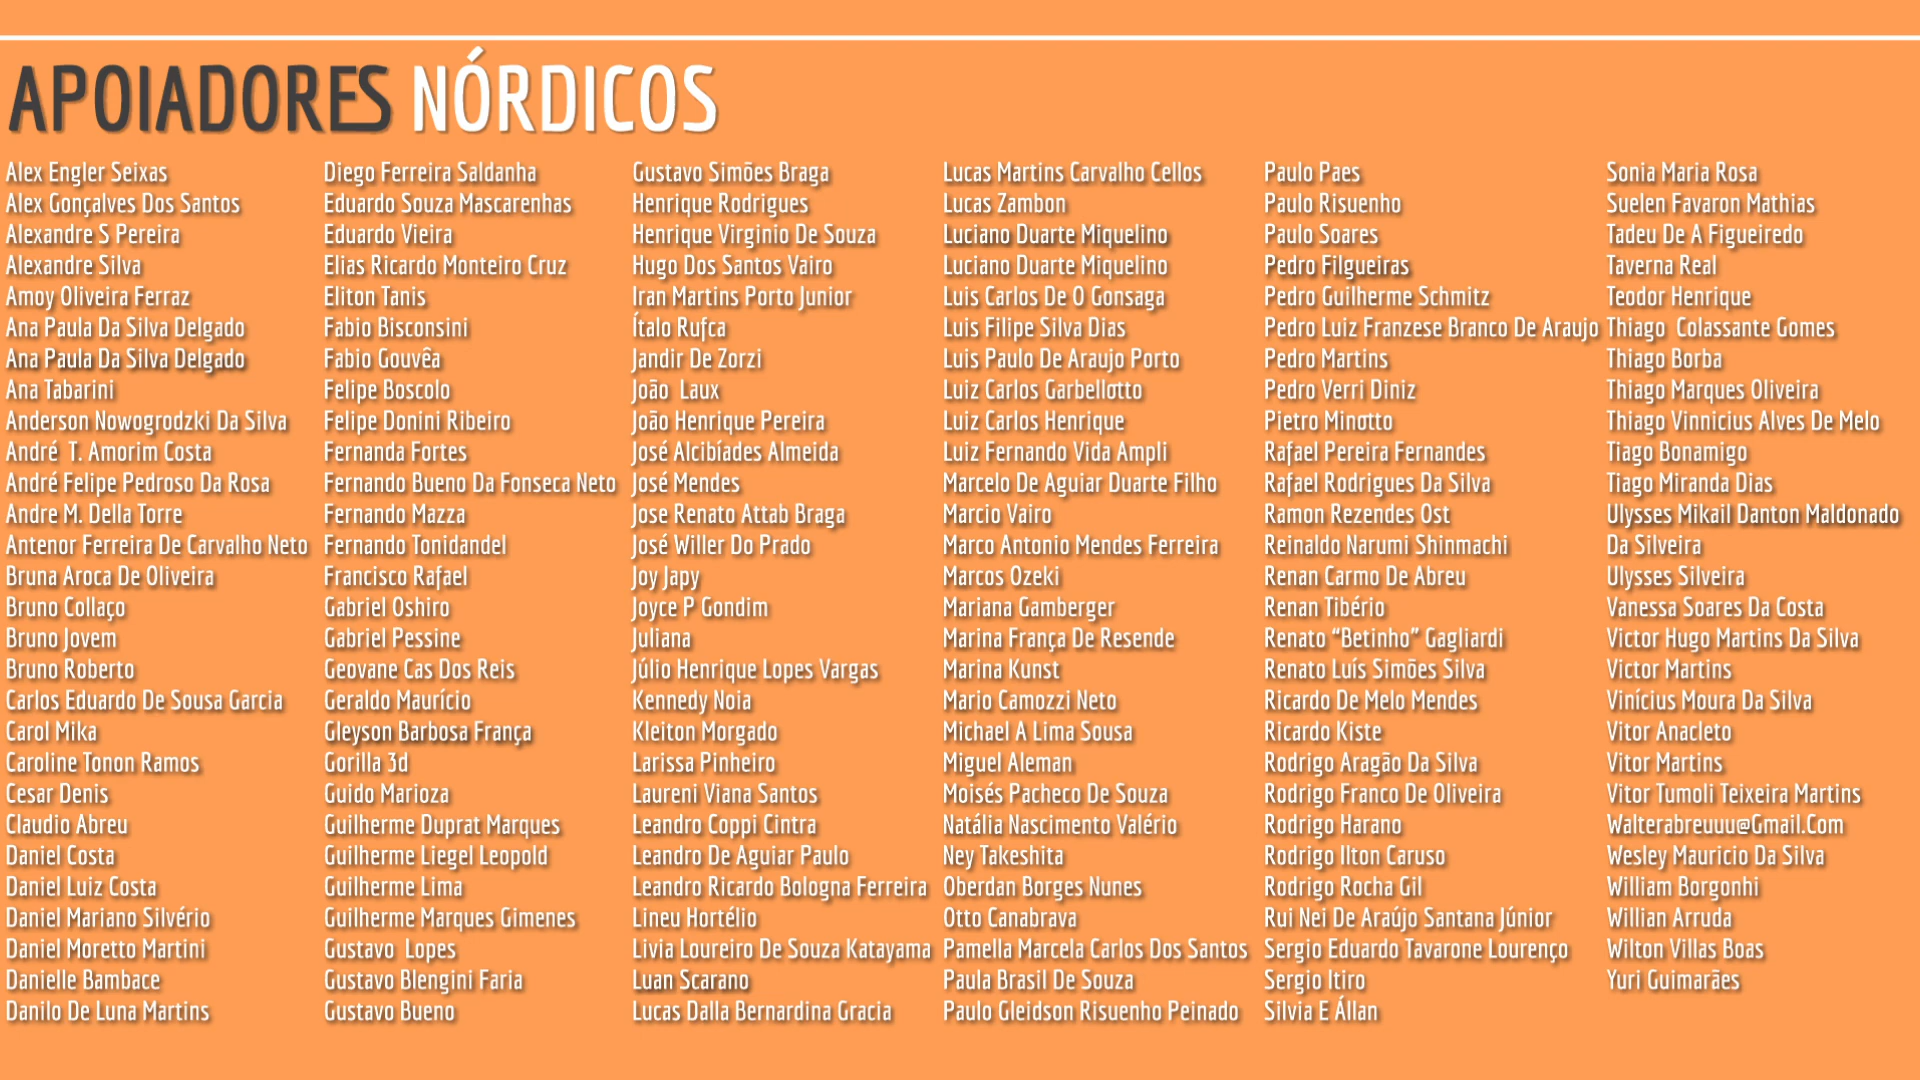 APOIADORES NÓRDICOS
Alex Engler Seixas
Alex Gonçalves Dos Santos
Alexandre S Pereira
Alexandre Silva
Amoy Oliveira Ferraz
Ana Paula Da Silva Delgado
Ana Paula Da Silva Delgado
Ana Tabarini
Anderson Nowogrodzki Da Silva
André  T. Amorim Costa
André Felipe Pedroso Da Rosa
Andre M. Della Torre
Antenor Ferreira De Carvalho Neto
Bruna Aroca De Oliveira
Bruno Collaço
Bruno Jovem
Bruno Roberto
Carlos Eduardo De Sousa Garcia
Carol Mika
Caroline Tonon Ramos
Cesar Denis
Claudio Abreu
Daniel Costa
Daniel Luiz Costa
Daniel Mariano Silvério
Daniel Moretto Martini
Danielle Bambace
Danilo De Luna Martins
Diego Ferreira Saldanha
Eduardo Souza Mascarenhas
Eduardo Vieira
Elias Ricardo Monteiro Cruz
Eliton Tanis
Fabio Bisconsini
Fabio Gouvêa
Felipe Boscolo
Felipe Donini Ribeiro
Fernanda Fortes
Fernando Bueno Da Fonseca Neto
Fernando Mazza
Fernando Tonidandel
Francisco Rafael
Gabriel Oshiro
Gabriel Pessine
Geovane Cas Dos Reis
Geraldo Maurício
Gleyson Barbosa França
Gorilla 3d
Guido Marioza
Guilherme Duprat Marques
Guilherme Liegel Leopold
Guilherme Lima
Guilherme Marques Gimenes
Gustavo  Lopes
Gustavo Blengini Faria
Gustavo Bueno
Gustavo Simões Braga
Henrique Rodrigues
Henrique Virginio De Souza
Hugo Dos Santos Vairo
Iran Martins Porto Junior
Ítalo Rufca
Jandir De Zorzi
João  Laux
João Henrique Pereira
José Alcibíades Almeida
José Mendes
Jose Renato Attab Braga
José Willer Do Prado
Joy Japy
Joyce P Gondim
Juliana
Júlio Henrique Lopes Vargas
Kennedy Noia
Kleiton Morgado
Larissa Pinheiro
Laureni Viana Santos
Leandro Coppi Cintra
Leandro De Aguiar Paulo
Leandro Ricardo Bologna Ferreira
Lineu Hortélio
Livia Loureiro De Souza Katayama
Luan Scarano
Lucas Dalla Bernardina Gracia
Lucas Martins Carvalho Cellos
Lucas Zambon
Luciano Duarte Miquelino
Luciano Duarte Miquelino
Luis Carlos De O Gonsaga
Luis Filipe Silva Dias
Luis Paulo De Araujo Porto
Luiz Carlos Garbellotto
Luiz Carlos Henrique
Luiz Fernando Vida Ampli
Marcelo De Aguiar Duarte Filho
Marcio Vairo
Marco Antonio Mendes Ferreira
Marcos Ozeki
Mariana Gamberger
Marina França De Resende
Marina Kunst
Mario Camozzi Neto
Michael A Lima Sousa
Miguel Aleman
Moisés Pacheco De Souza
Natália Nascimento Valério
Ney Takeshita
Oberdan Borges Nunes
Otto Canabrava
Pamella Marcela Carlos Dos Santos
Paula Brasil De Souza
Paulo Gleidson Risuenho Peinado
Paulo Paes
Paulo Risuenho
Paulo Soares
Pedro Filgueiras
Pedro Guilherme Schmitz
Pedro Luiz Franzese Branco De Araujo
Pedro Martins
Pedro Verri Diniz
Pietro Minotto
Rafael Pereira Fernandes
Rafael Rodrigues Da Silva
Ramon Rezendes Ost
Reinaldo Narumi Shinmachi
Renan Carmo De Abreu
Renan Tibério
Renato “Betinho” Gagliardi
Renato Luís Simões Silva
Ricardo De Melo Mendes
Ricardo Kiste
Rodrigo Aragão Da Silva
Rodrigo Franco De Oliveira
Rodrigo Harano
Rodrigo Ilton Caruso
Rodrigo Rocha Gil
Rui Nei De Araújo Santana Júnior
Sergio Eduardo Tavarone Lourenço
Sergio Itiro
Silvia E Állan
Sonia Maria Rosa
Suelen Favaron Mathias
Tadeu De A Figueiredo
Taverna Real
Teodor Henrique
Thiago  Colassante Gomes
Thiago Borba
Thiago Marques Oliveira
Thiago Vinnicius Alves De Melo
Tiago Bonamigo
Tiago Miranda Dias
Ulysses Mikail Danton Maldonado
Da Silveira
Ulysses Silveira
Vanessa Soares Da Costa
Victor Hugo Martins Da Silva
Victor Martins
Vinícius Moura Da Silva
Vitor Anacleto
Vitor Martins
Vitor Tumoli Teixeira Martins
Walterabreuuu@Gmail.Com
Wesley Mauricio Da Silva
William Borgonhi
Willian Arruda
Wilton Villas Boas
Yuri Guimarães